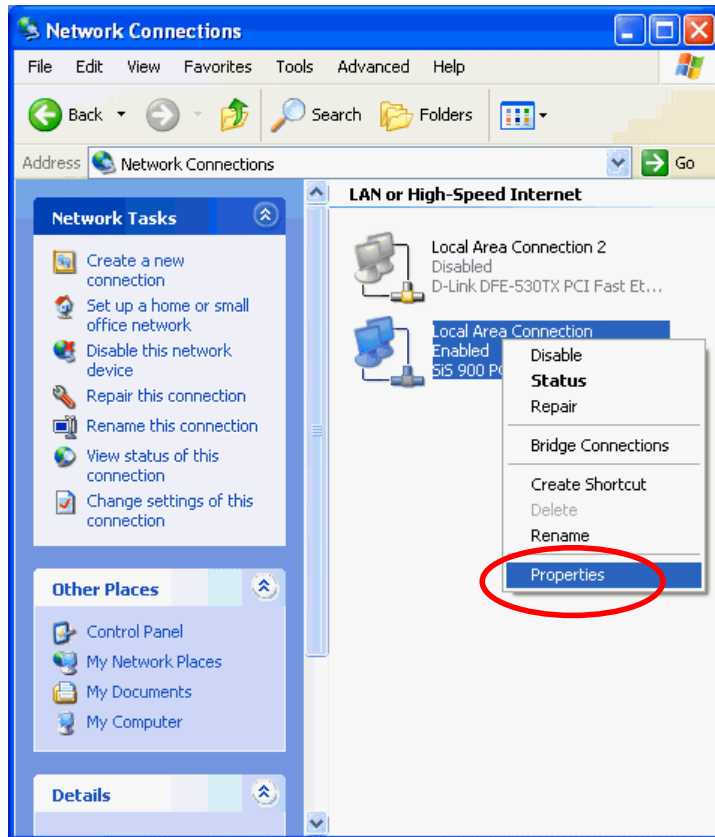 Network Connections
File Edit View Favorites Tools Advanced Help
Back Search Folders
Address Network Connections Go
Network Tasks
Create a new
connection
Set up a home or small
office network
Disable this network
device
Repair this connection
Rename this connection
View status of this
connection
Change settings of this
connection
Other Places
Control Panel
My Network Places
My Documents
My Computer
Details
LAN or High-Speed Internet
Local Area Connection 2
Disabled
D-Link DFE-530TX PCI Fast Et...
Local Area Connection
Enabled
SiS 900
Disable
Status
Repair
Bridge Connections
Create Shortcut
Delete
Rename
Properties